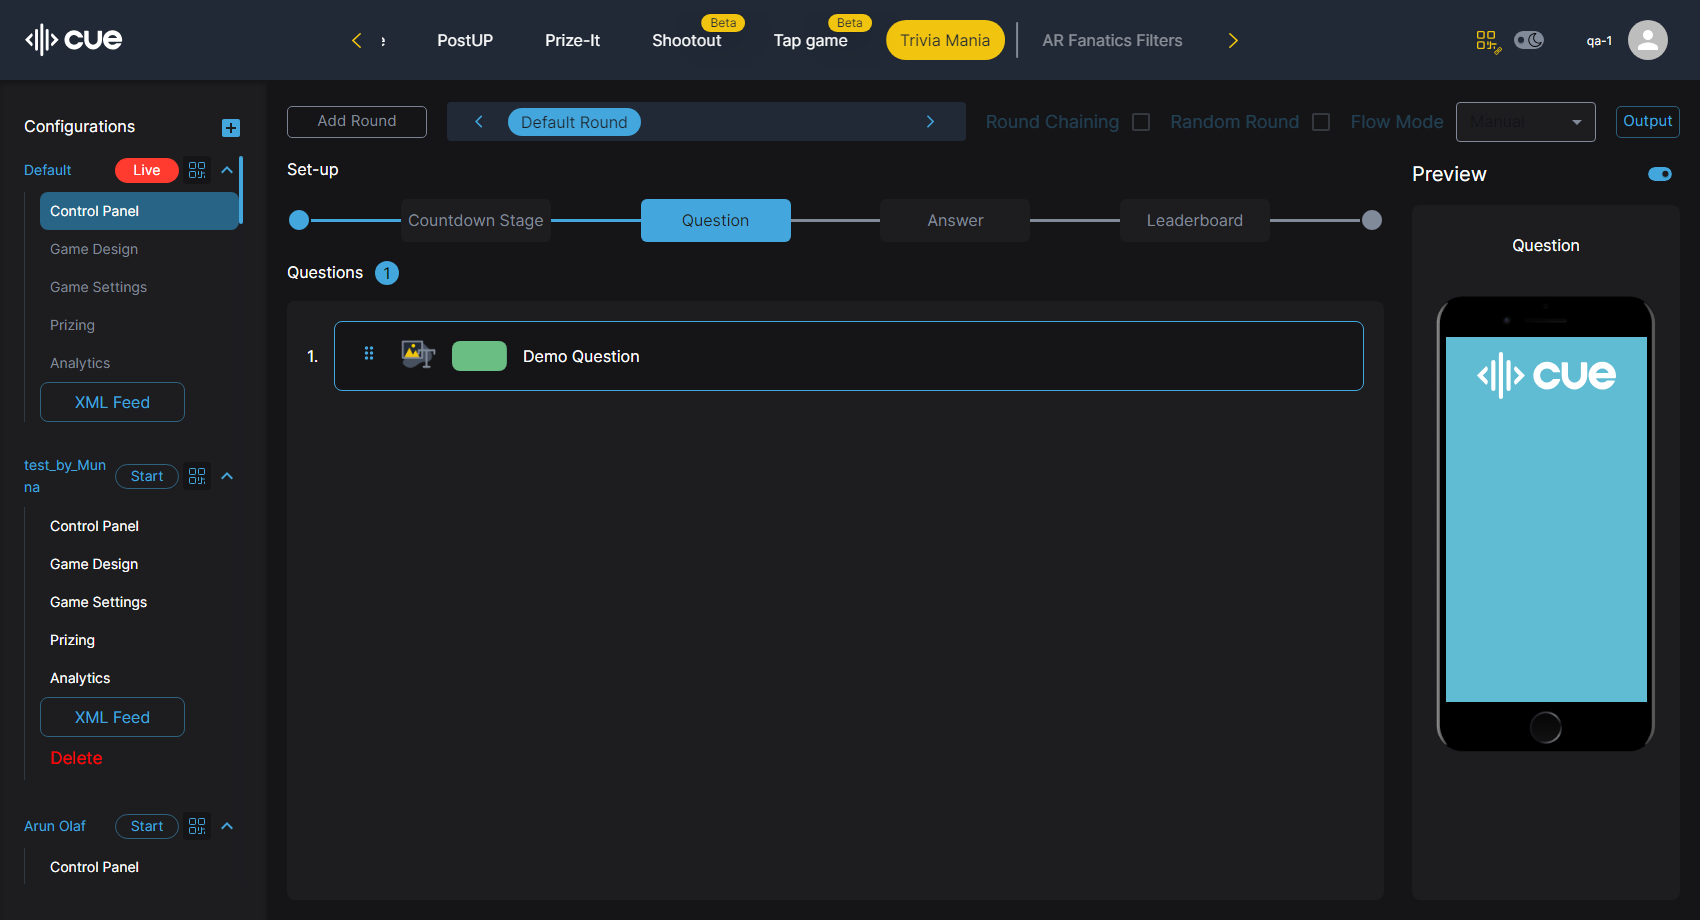 cue
Beta
Beta
PostUP
Prize-It
Shootout
Tap game
Trivia Mania
AR Fanatics Filters
qa-1
Configurations
Add Round
Default Round
Round Chaining
Random Round
Flow Mode
Manual
Output
Default
Live
Control Panel
Game Design
Game Settings
Prizing
Analytics
XML Feed
test_by_Mun
na
Start
Control Panel
Game Design
Game Settings
Prizing
Analytics
XML Feed
Delete
Arun Olaf
Start
Control Panel
Set-up
Countdown Stage
Question
Answer
Leaderboard
Questions 1
1.
Demo Question
Preview
Question
cue